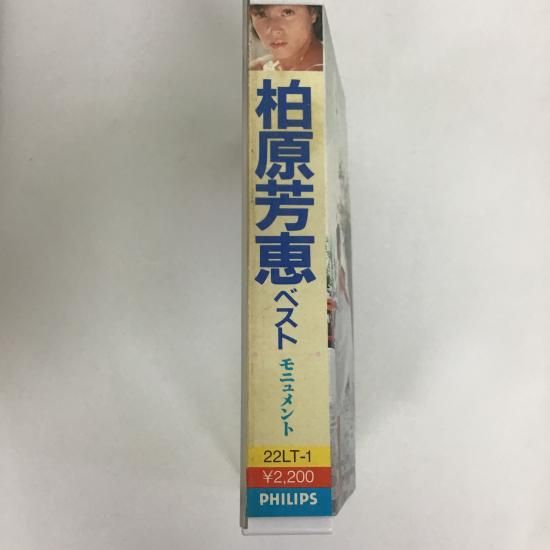 柏原芳恵
ベスト
モニュメント
22LT-1
¥2,200
PHILIPS